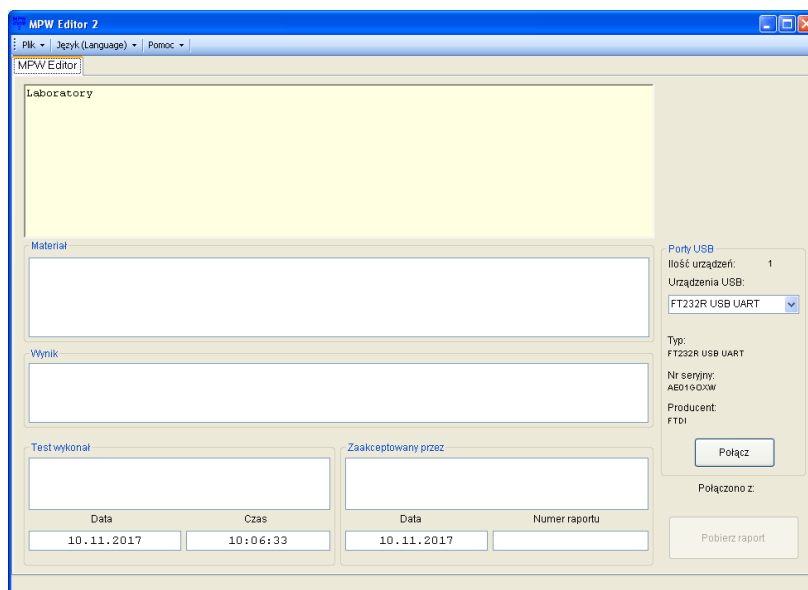 MPW Editor 2
Plik Język (Language) Pomoc
MPW Editor
Laboratory
Materiał
Wynik
Test wykonał
Data Czas
10.11.2017 10:06:33
Zaakceptowany przez
Data Numer raportu
10.11.2017
Porty USB
Ilość urządzeń: 1
Urządzenia USB:
FT232R USB UART
Typ:
FT232R USB UART
Nr seryjny:
AE01GOXW
Producent:
FTDI
Połącz
Połączono z:
Pobierz raport